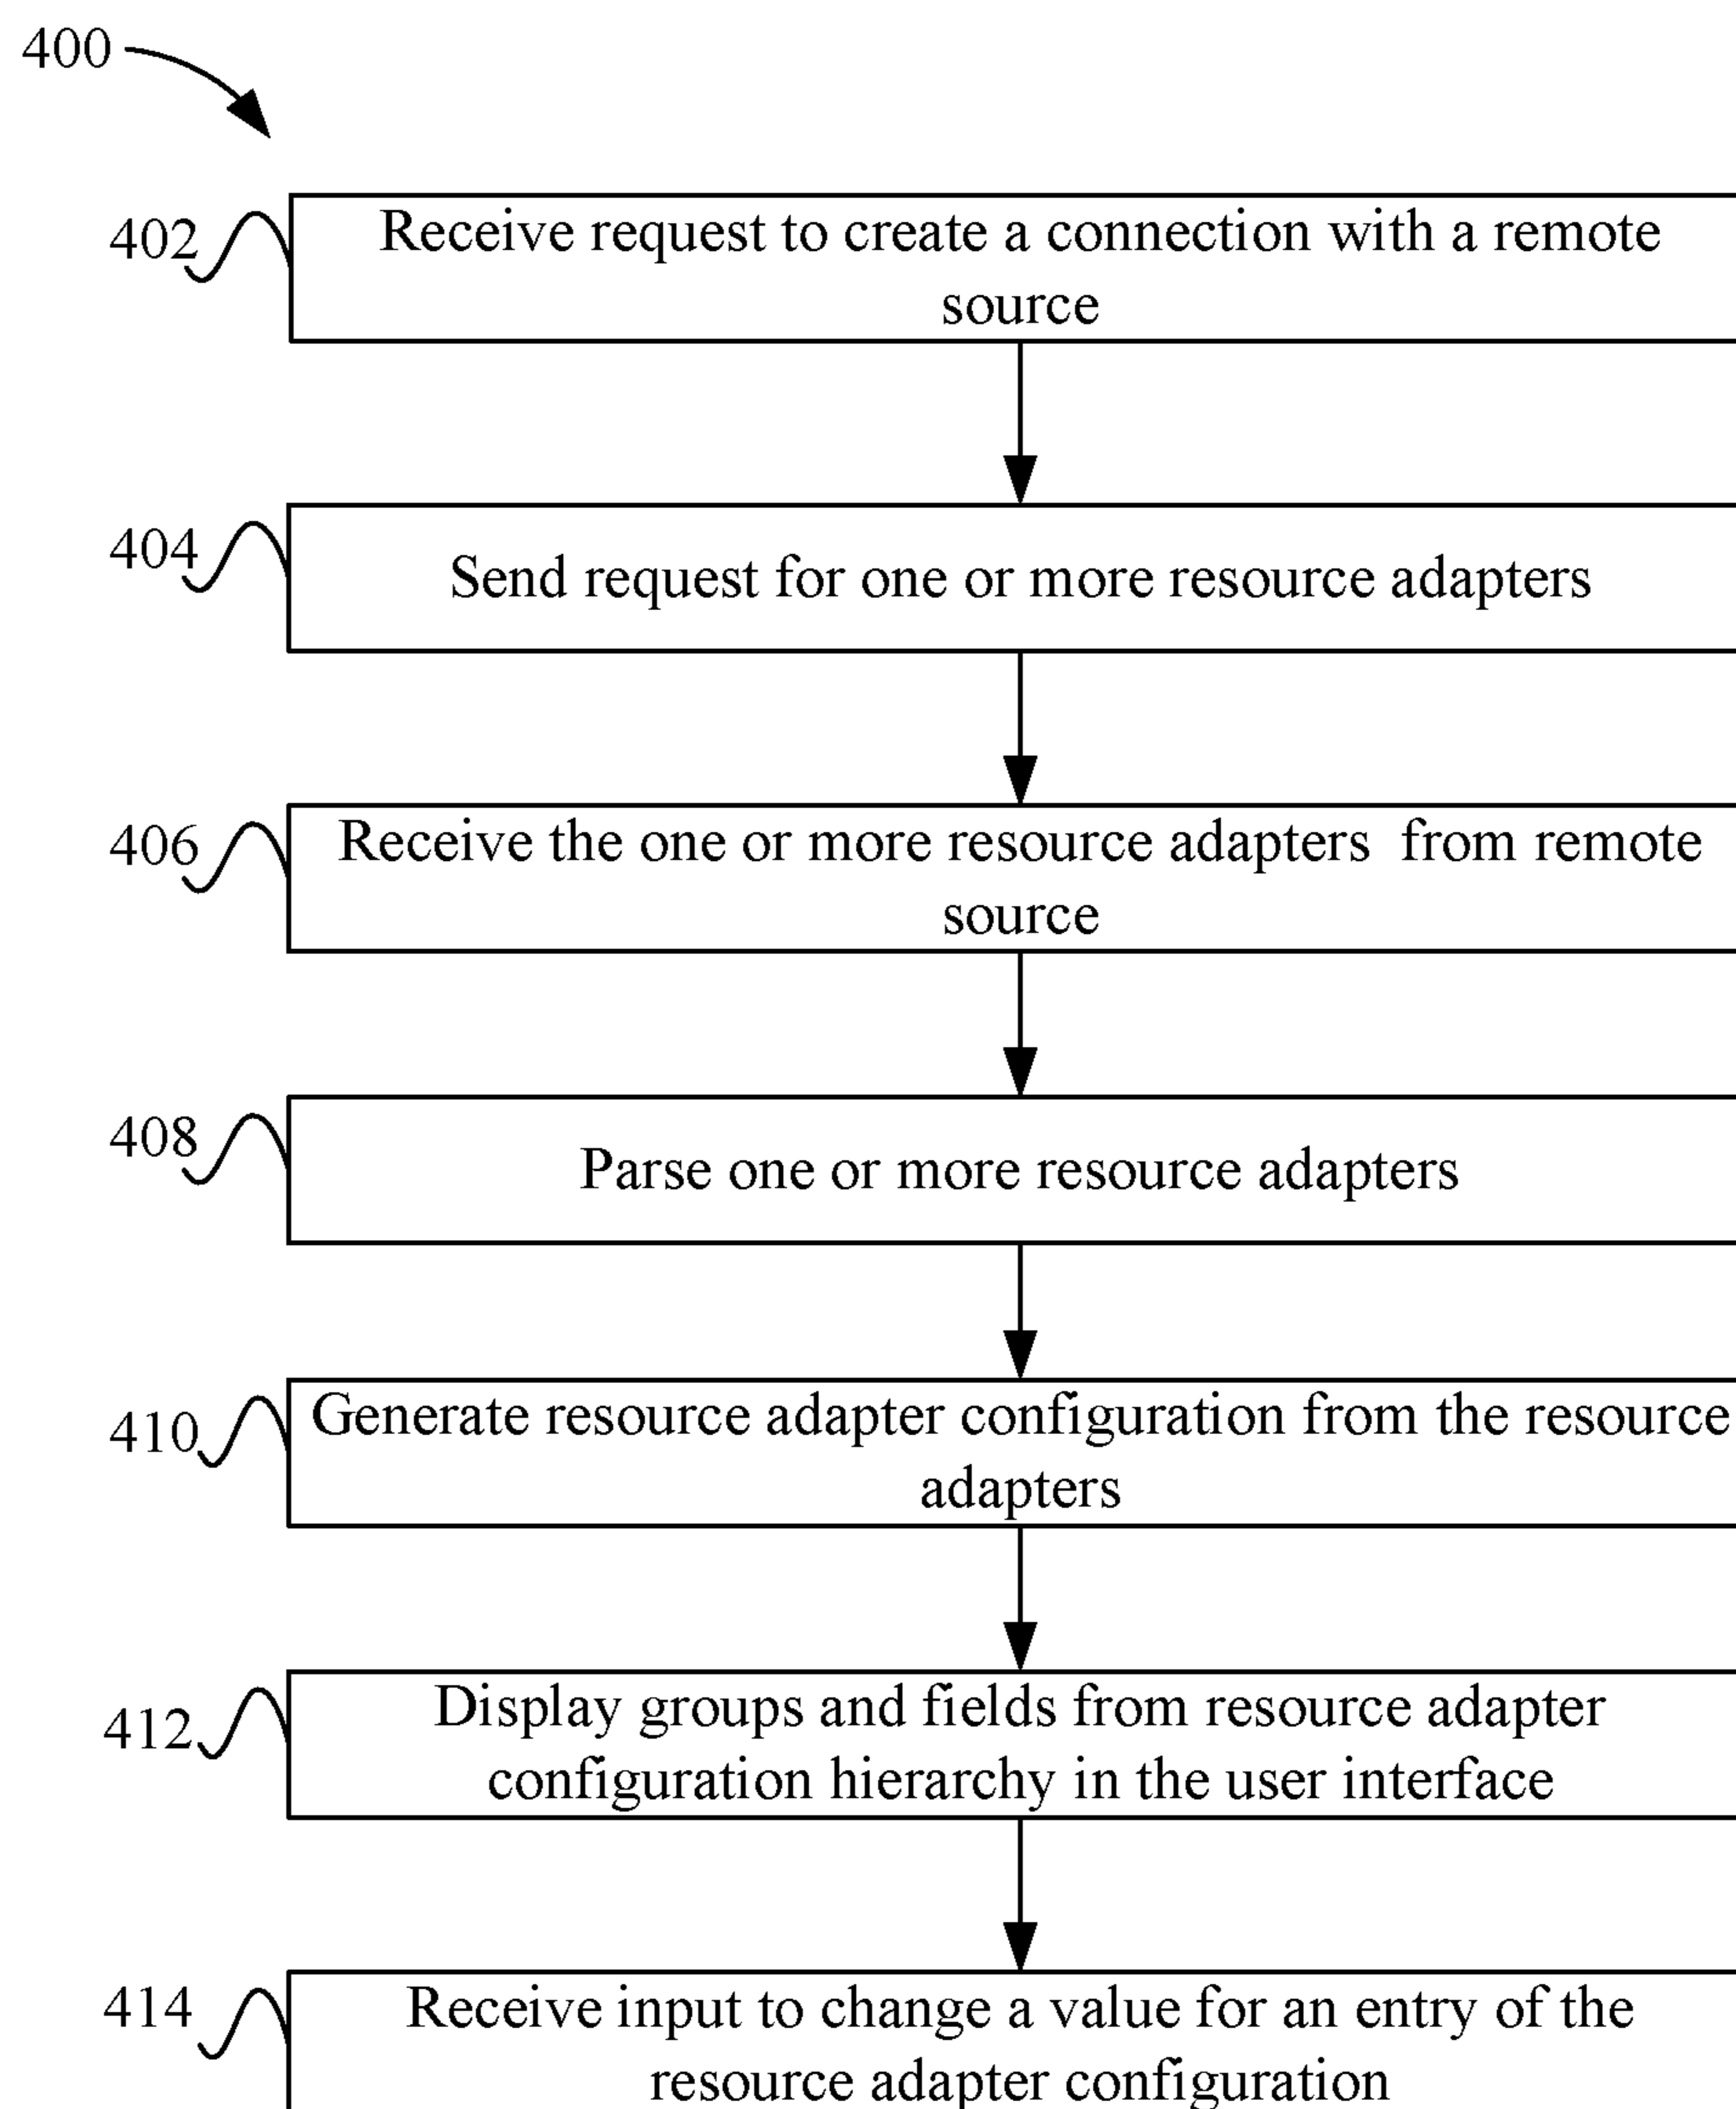 400
402
Receive request to create a connection with a remote
source
404
Send request for one or more resource adapters
406
Receive the one or more resource adapters from remote
source
408
Parse one or more resource adapters
410
Generate resource adapter configuration from the resource
adapters
412
Display groups and fields from resource adapter
configuration hierarchy in the user interface
414
Receive input to change a value for an entry of the
resource adapter configuration